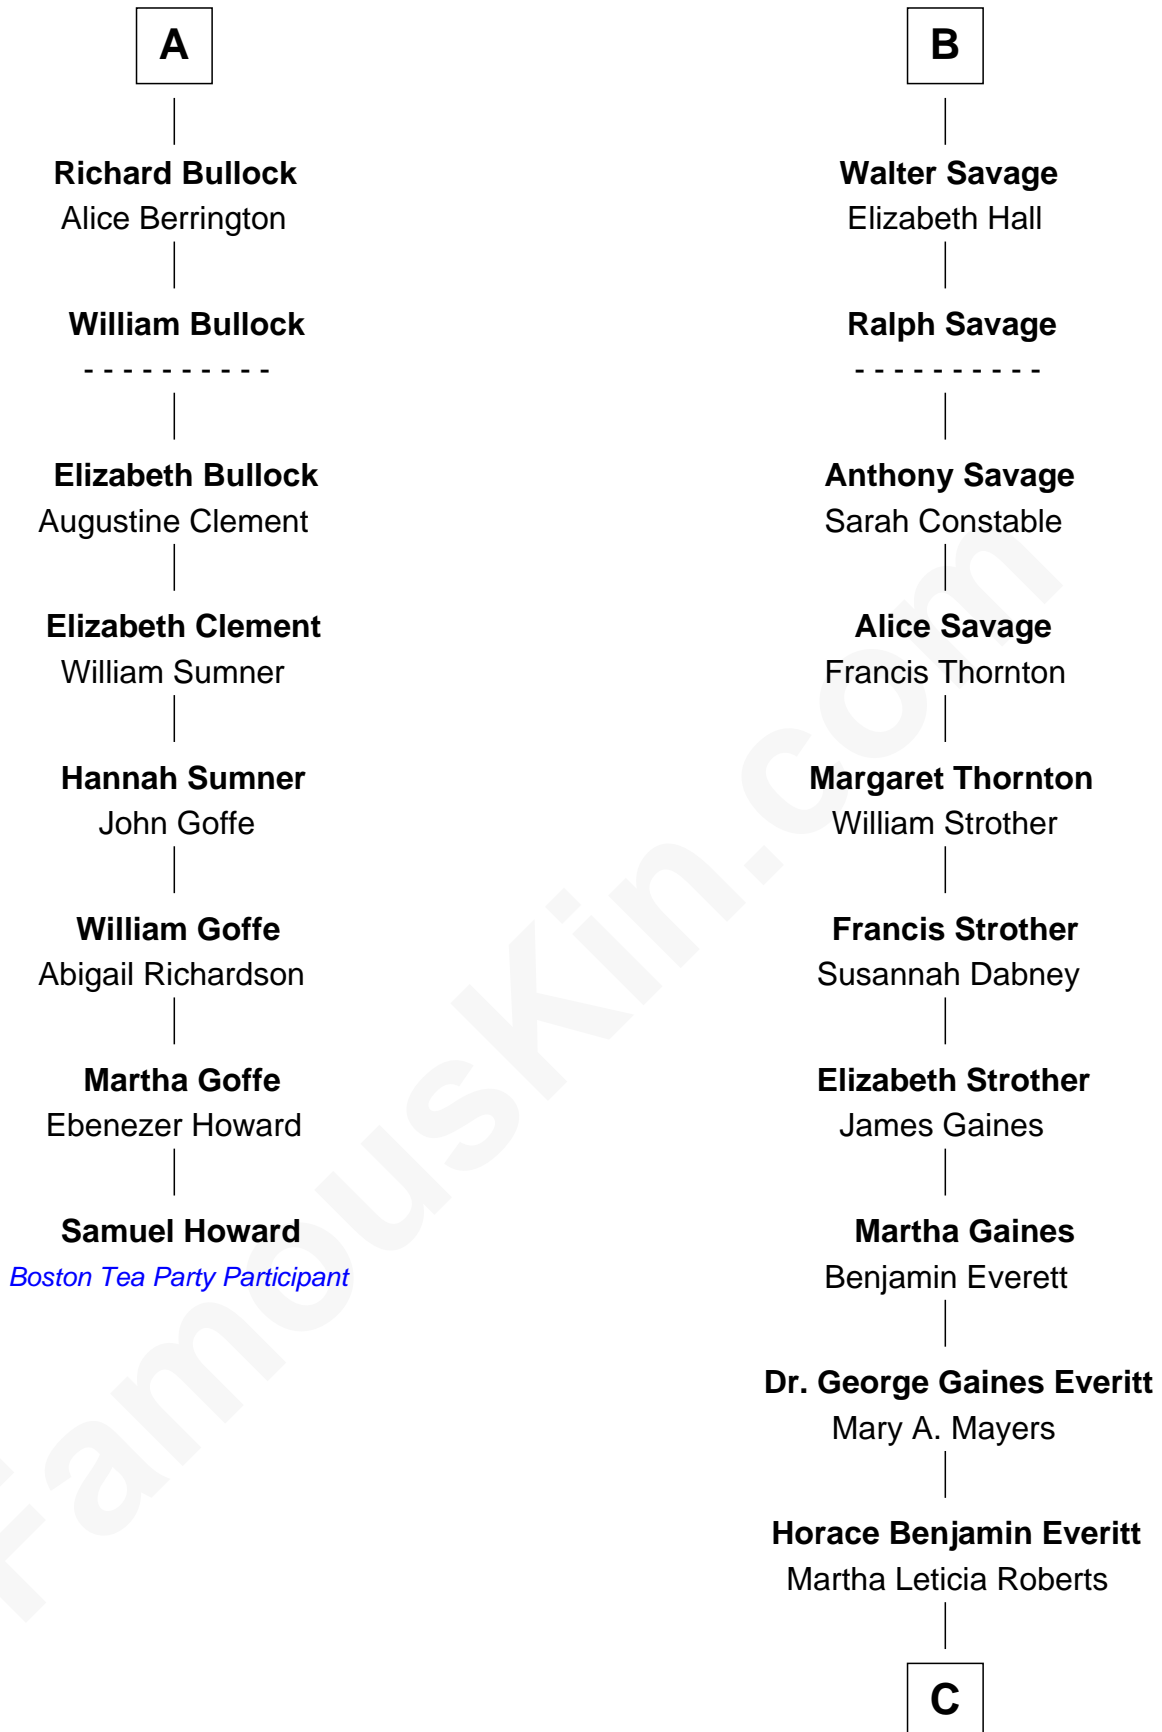 A
Richard Bullock
Alice Berrington
William Bullock
- - - - - - - - - -
Elizabeth Bullock
Augustine Clement
Elizabeth Clement
William Sumner
Hannah Sumner
John Goffe
William Goffe
Abigail Richardson
Martha Goffe
Ebenezer Howard
Samuel Howard
Boston Tea Party Participant
B
Walter Savage
Elizabeth Hall
Ralph Savage
- - - - - - - - - -
Anthony Savage
Sarah Constable
Alice Savage
Francis Thornton
Margaret Thornton
William Strother
Francis Strother
Susannah Dabney
Elizabeth Strother
James Gaines
Martha Gaines
Benjamin Everett
Dr. George Gaines Everitt
Mary A. Mayers
Horace Benjamin Everitt
Martha Leticia Roberts
C
FamousKin.com